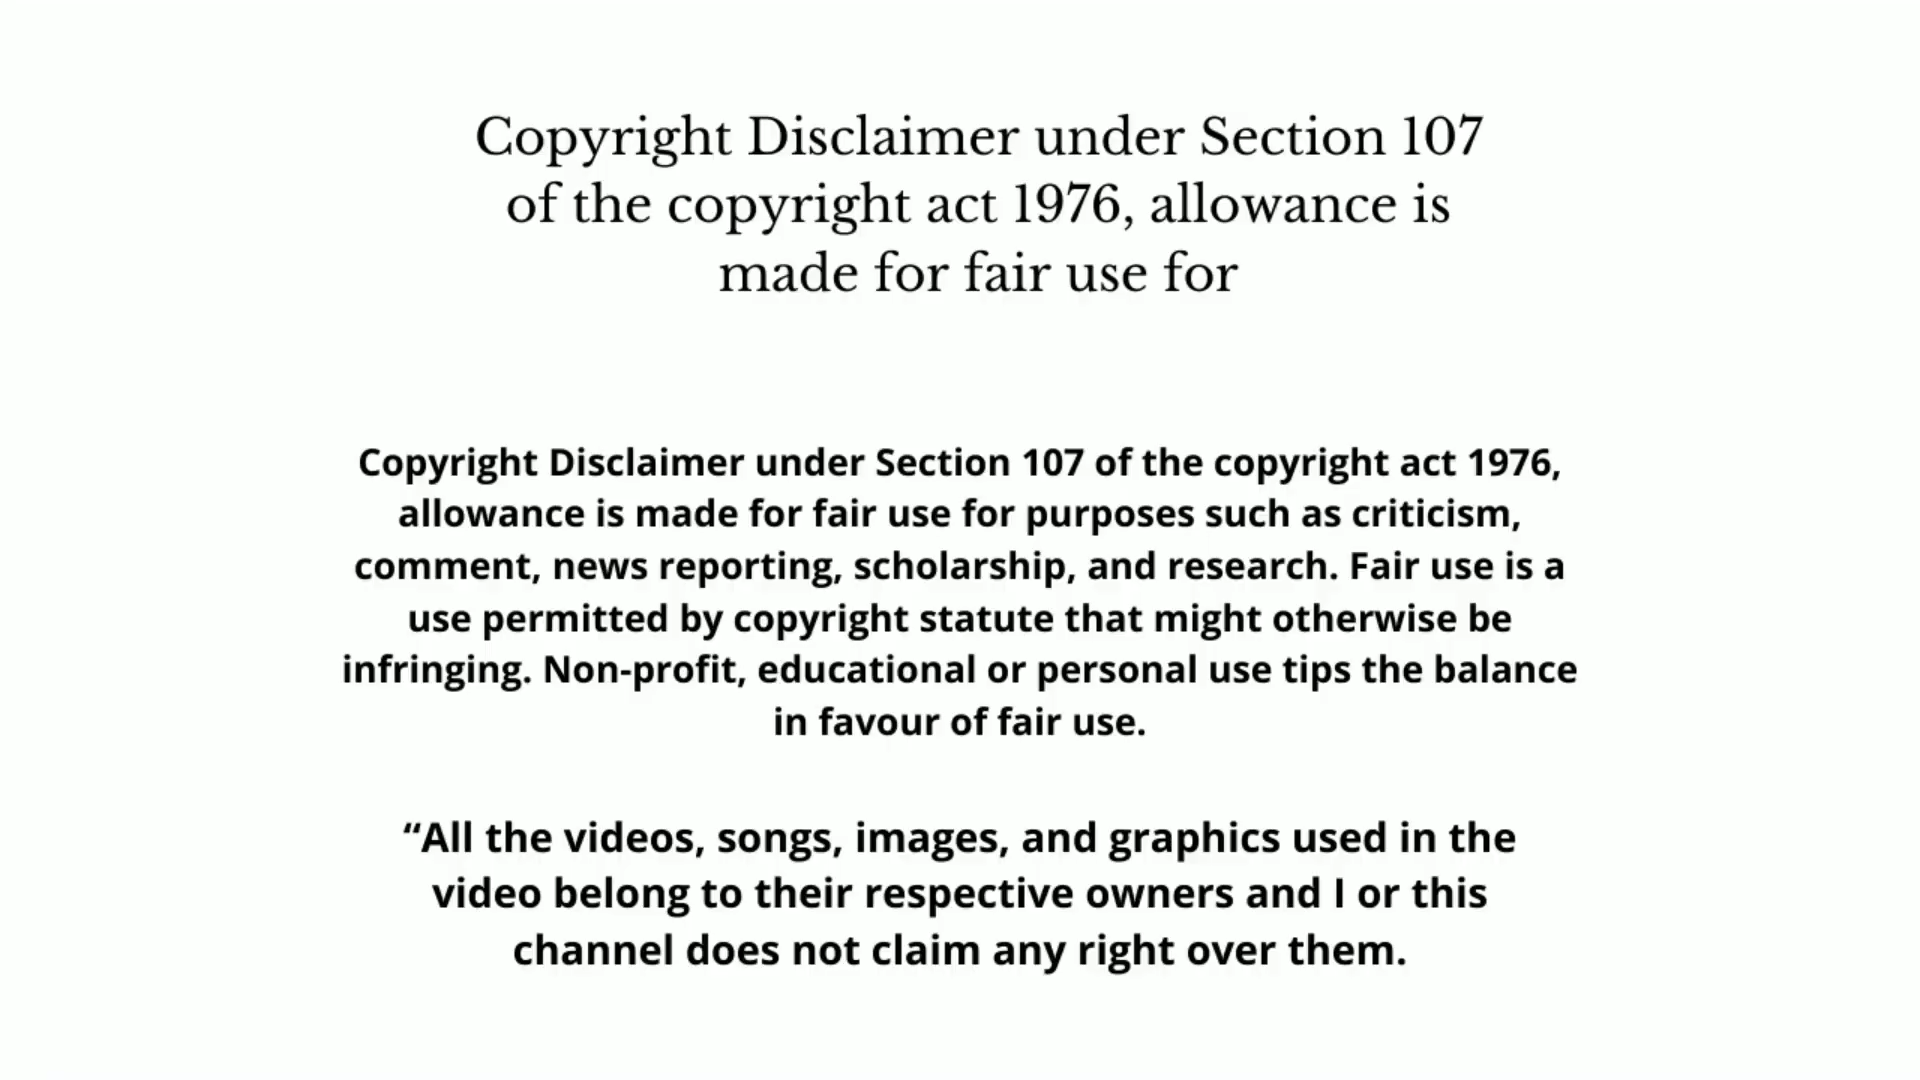 Copyright Disclaimer under Section 107
of the copyright act 1976, allowance is
made for fair use for
Copyright Disclaimer under Section 107 of the copyright act 1976,
allowance is made for fair use for purposes such as criticism,
comment, news reporting, scholarship, and research. Fair use is a
use permitted by copyright statute that might otherwise be
infringing. Non-profit, educational or personal use tips the balance
in favour of fair use.
“All the videos, songs, images, and graphics used in the
video belong to their respective owners and I or this
channel does not claim any right over them.